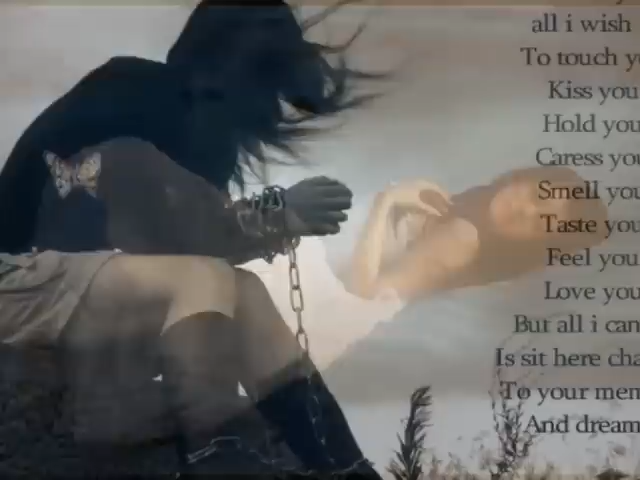 all i wish
To touch y
Kiss you
Hold you
Caress you
Smell you
Taste you
Feel you
Love you
But all i can
Is sit here cha
To your mem
And dream